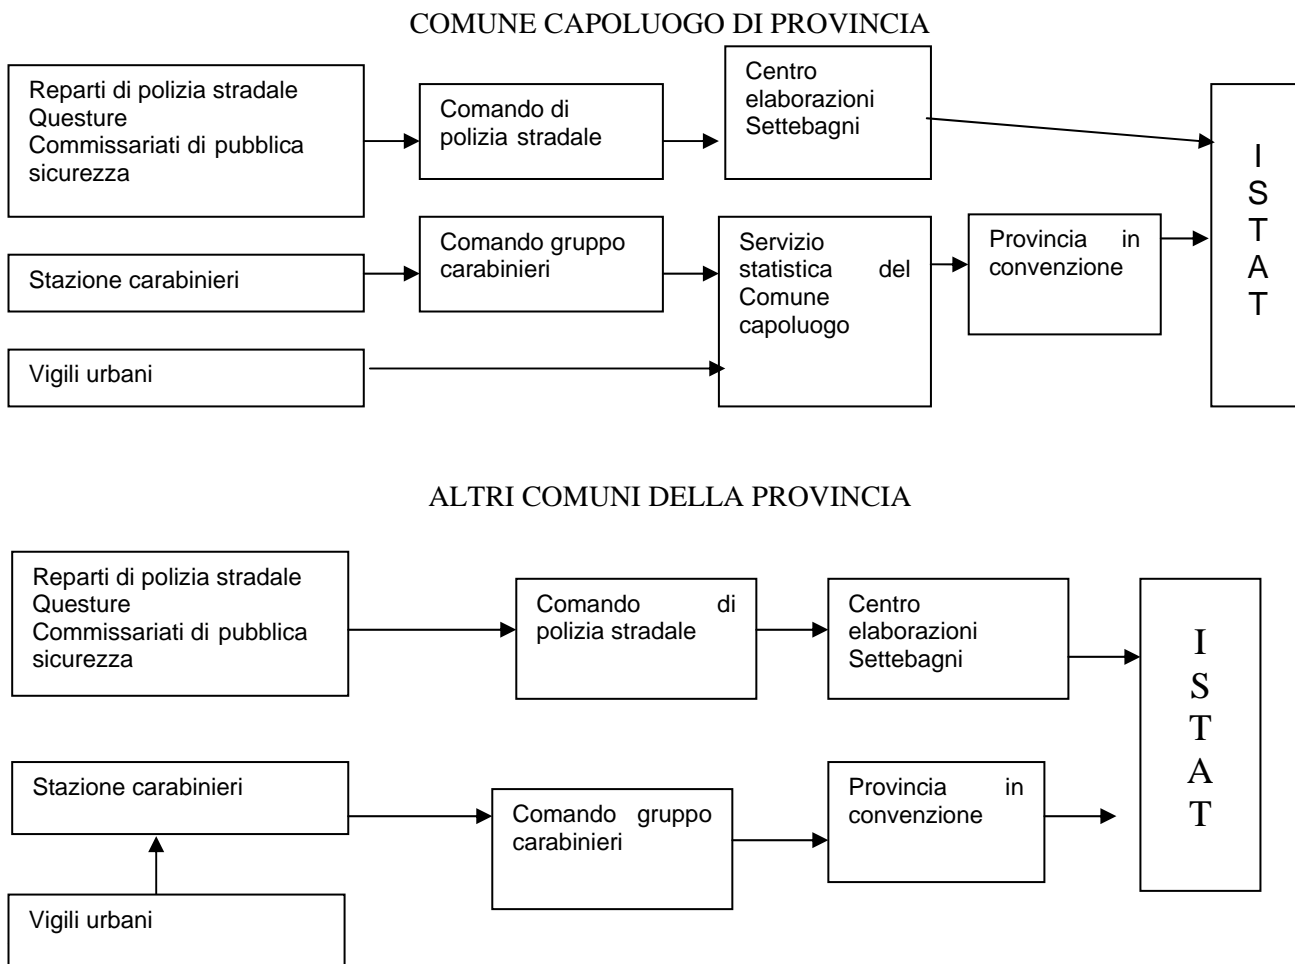 COMUNE CAPOLUOGO DI PROVINCIA
Reparti di polizia stradale
Questure
Commissariati di pubblica
sicurezza
Comando di
polizia stradale
Centro
elaborazioni
Settebagni
I
S
T
A
T
Stazione carabinieri
Comando gruppo
carabinieri
Servizio
statistica del
Comune
capoluogo
Provincia in
convenzione
Vigili urbani
ALTRI COMUNI DELLA PROVINCIA
Reparti di polizia stradale
Questure
Commissariati di pubblica
sicurezza
Comando di
polizia stradale
Centro
elaborazioni
Settebagni
I
S
T
A
T
Stazione carabinieri
Comando gruppo
carabinieri
Provincia in
convenzione
Vigili urbani